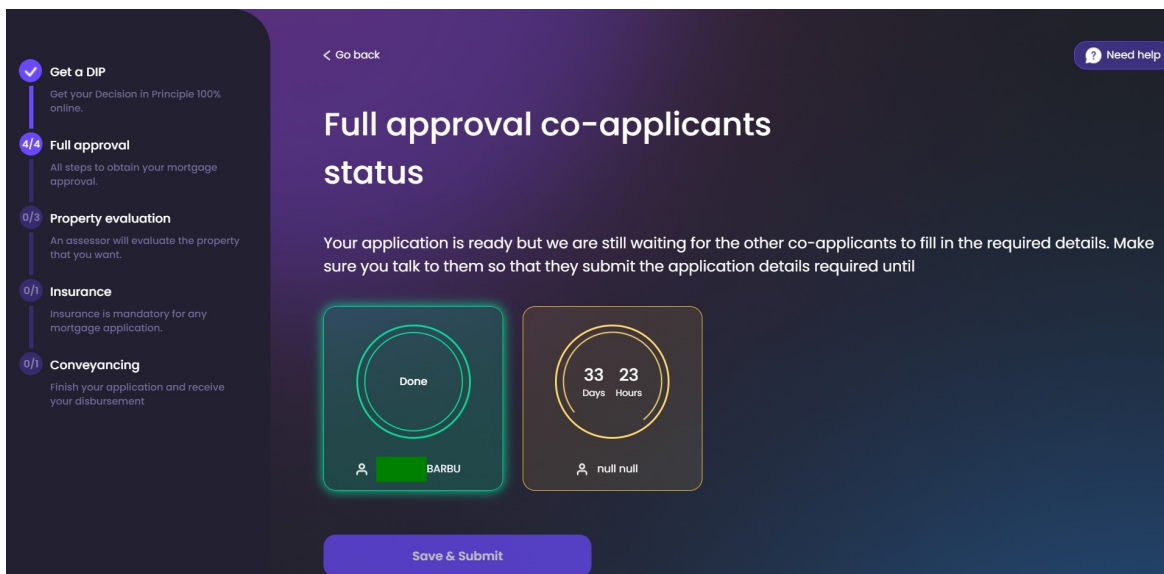 Get a DIP
Get your Decision in Principle 100%
online.
4/4 Full approval
All steps to obtain your mortgage
approval.
0/3 Property evaluation
An assessor will evaluate the property
that you want.
0/1 Insurance
Insurance is mandatory for any
mortgage application.
0/1 Conveyancing
Finish your application and receive
your disbursement
< Go back
? Need help
Full approval co-applicants
status
Your application is ready but we are still waiting for the other co-applicants to fill in the required details. Make
sure you talk to them so that they submit the application details required until
Done
BARBU
33 23
Days Hours
null null
Save & Submit